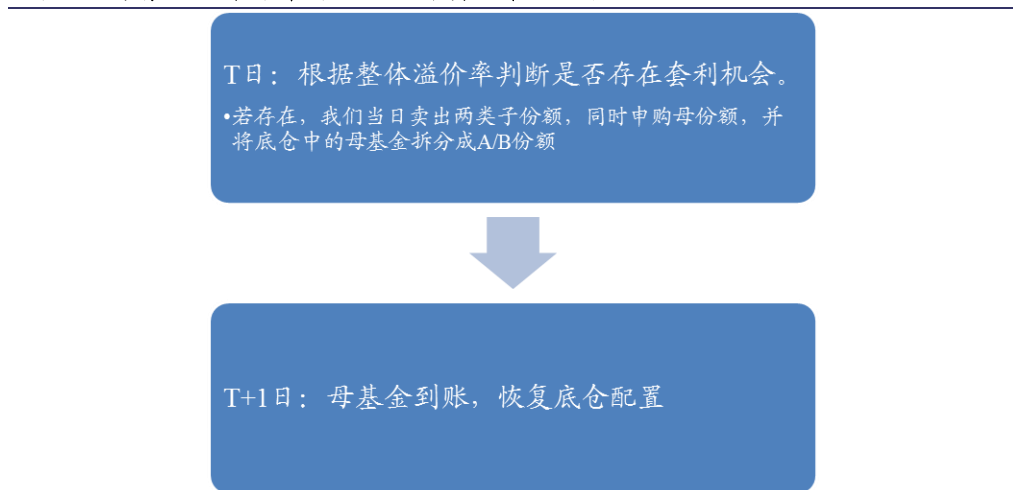 T日：根据整体溢价率判断是否存在套利机会。
•若存在，我们当日卖出两类子份额，同时申购母份额，并
将底仓中的母基金拆分成A/B份额
T+1日：母基金到账，恢复底仓配置